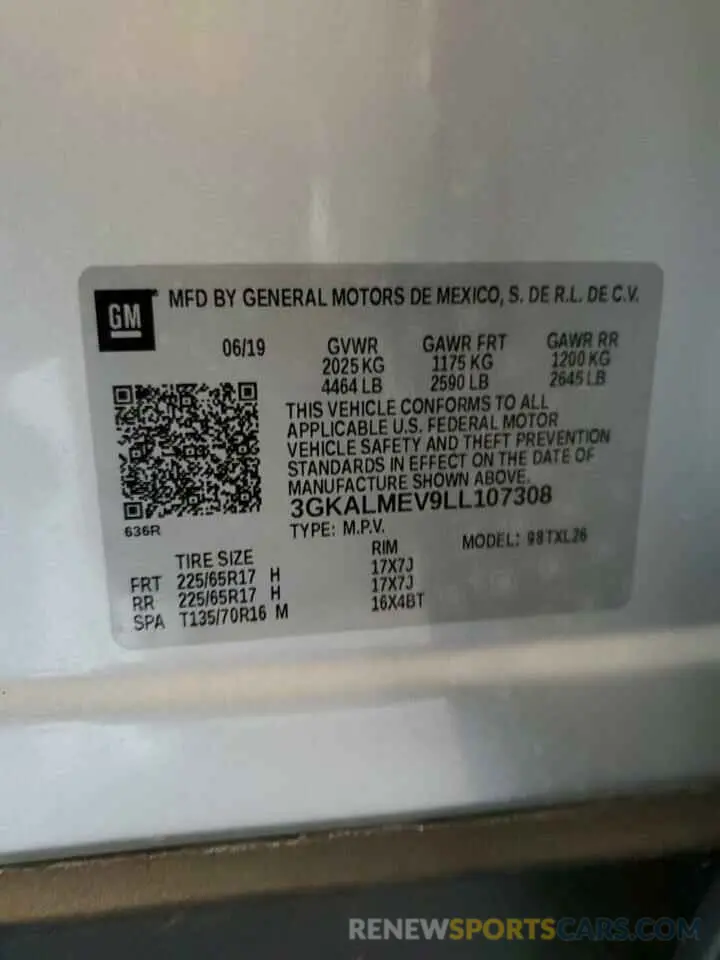 GM
MFD BY GENERAL MOTORS DE MEXICO, S. DE R.L. DE C.V.
06/19 GVWR GAWR FRT GAWR RR
2025 KG 1175 KG 1200 KG
4464 LB 2590 LB 2645 LB
THIS VEHICLE CONFORMS TO ALL
APPLICABLE U.S. FEDERAL MOTOR
VEHICLE SAFETY AND THEFT PREVENTION
STANDARDS IN EFFECT ON THE DATE OF
MANUFACTURE SHOWN ABOVE.
3GKALMEV9LL107308
636R
TYPE: M.P.V. MODEL: 98TXL26
TIRE SIZE RIM
FRT 225/65R17 H 17X7J
RR 225/65R17 H 17X7J
SPA T135/70R16 M 16X4BT
RENEWSPORTSCARS.COM